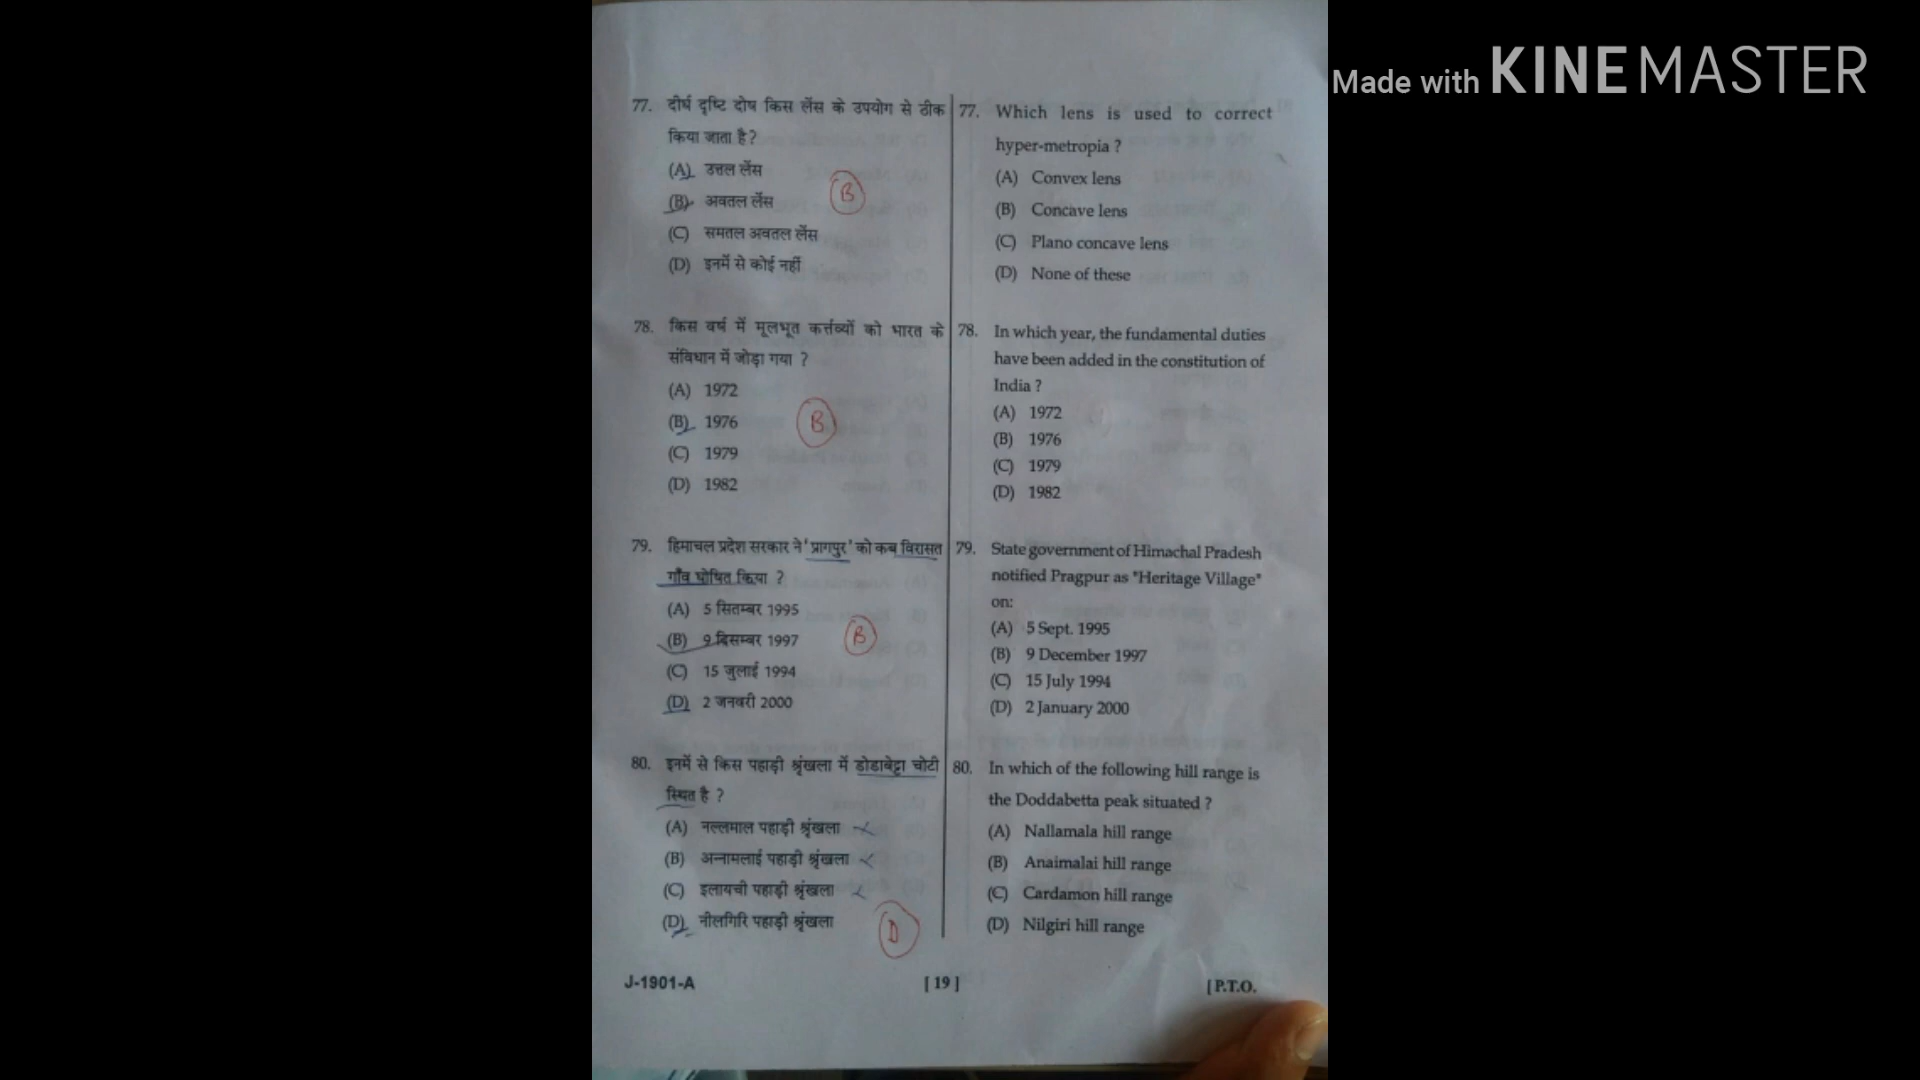 Made with KINEMASTER
77. दीर्घ दृष्टि दोष किस लेंस के उपयोग से ठीक
किया जाता है?
(A) उत्तल लेंस
(B) अवतल लेंस
B
(C) समतल अवतल लेंस
(D) इनमें से कोई नहीं
78. किस वर्ष में मूलभूत कर्त्तव्यों को भारत के
संविधान में जोड़ा गया ?
(A) 1972
(B) 1976
B
(C) 1979
(D) 1982
79. हिमाचल प्रदेश सरकार ने 'प्रागपुर' को कब विरासत
गाँव घोषित किया ?
(A) 5 सितम्बर 1995
(B) 9 दिसम्बर 1997
B
(C) 15 जुलाई 1994
(D) 2 जनवरी 2000
80. इनमें से किस पहाड़ी श्रृंखला में डोडाबेट्टा चोटी
स्थित है ?
(A) नल्लमाल पहाड़ी श्रृंखला
(B) अन्नामलाई पहाड़ी श्रृंखला
(C) इलायची पहाड़ी श्रृंखला
(D) नीलगिरि पहाड़ी श्रृंखला
D
77. Which lens is used to correct
hyper-metropia ?
(A) Convex lens
(B) Concave lens
(C) Plano concave lens
(D) None of these
78. In which year, the fundamental duties
have been added in the constitution of
India ?
(A) 1972
(B) 1976
(C) 1979
(D) 1982
79. State government of Himachal Pradesh
notified Pragpur as "Heritage Village"
on:
(A) 5 Sept. 1995
(B) 9 December 1997
(C) 15 July 1994
(D) 2 January 2000
80. In which of the following hill range is
the Doddabetta peak situated ?
(A) Nallamala hill range
(B) Anaimalai hill range
(C) Cardamon hill range
(D) Nilgiri hill range
J-1901-A [ 19 ] [ P.T.O.